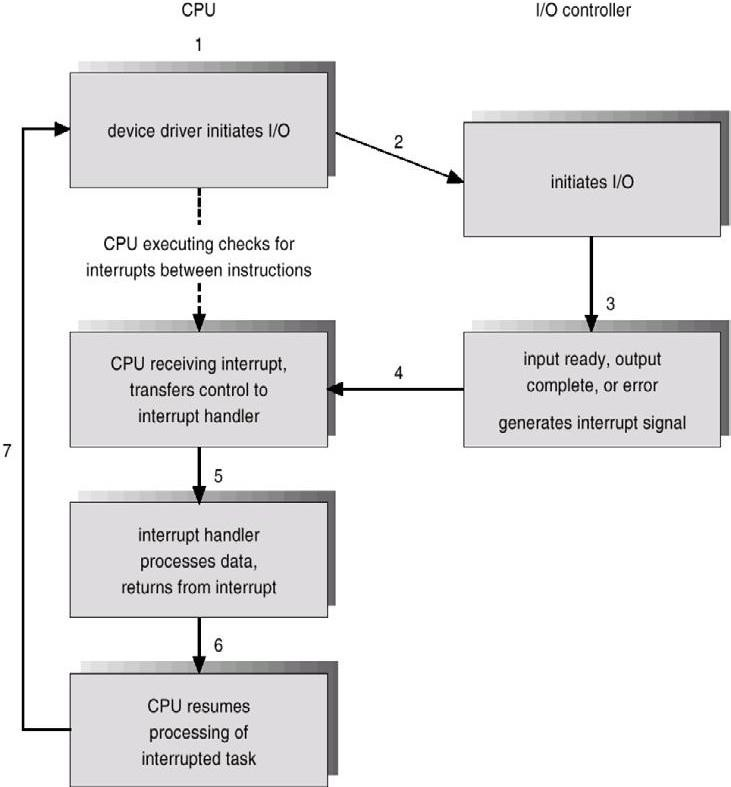 CPU
I/O controller
1
device driver initiates I/O
2
initiates I/O
CPU executing checks for
interrupts between instructions
3
CPU receiving interrupt,
transfers control to
interrupt handler
4
input ready, output
complete, or error
generates interrupt signal
7
5
interrupt handler
processes data,
returns from interrupt
6
CPU resumes
processing of
interrupted task